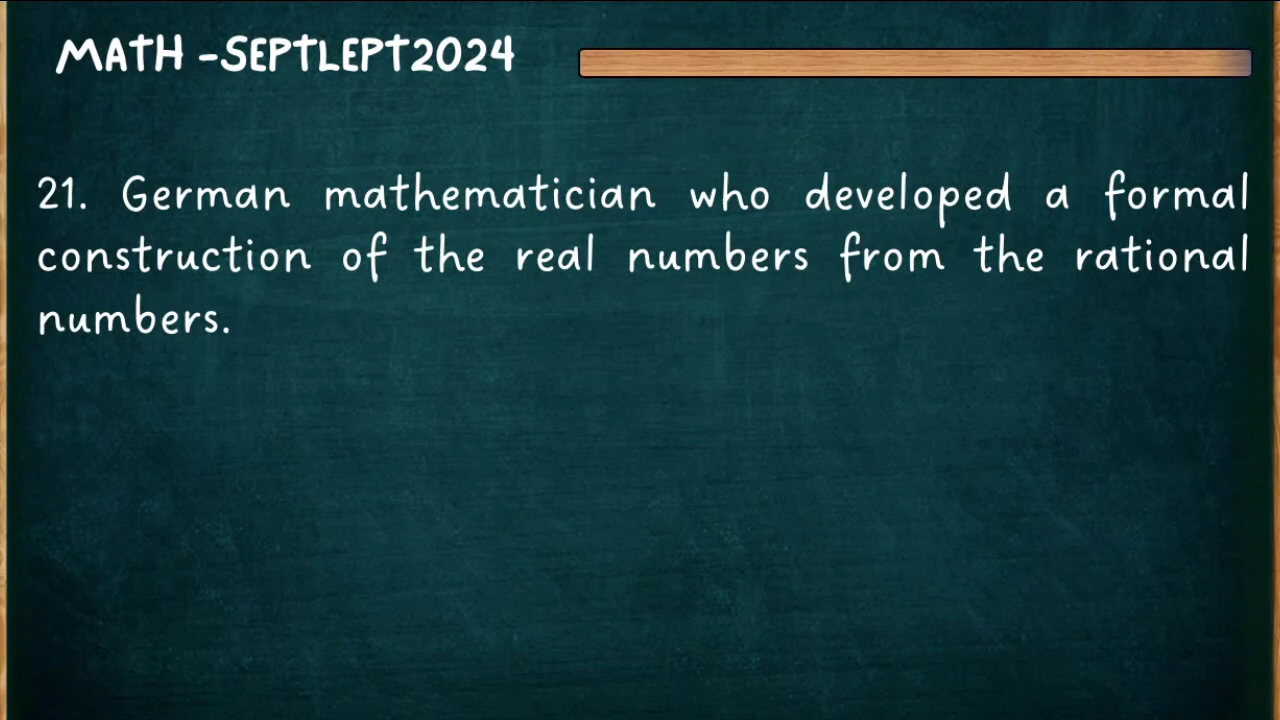 MATH -SEPTLEPT2024
21. German mathematician who developed a formal
construction of the real numbers from the rational
numbers.